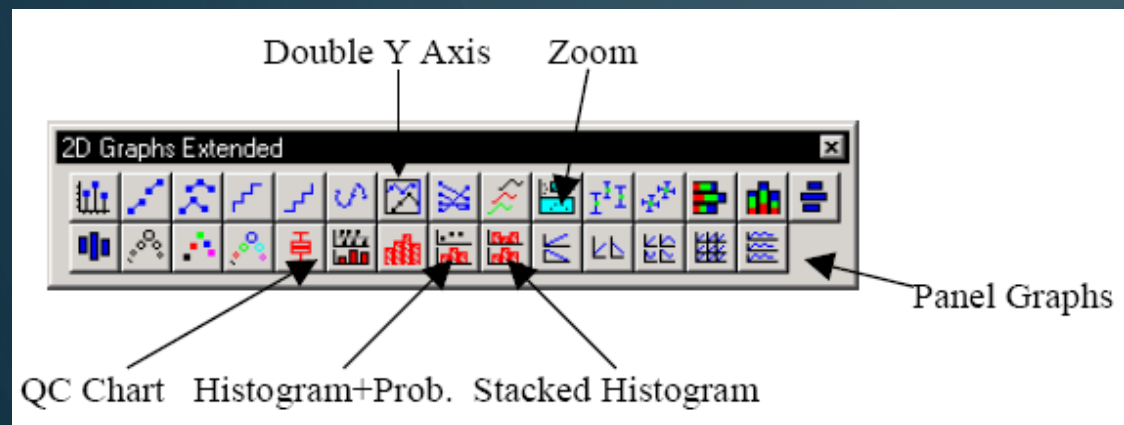 Double Y Axis Zoom
2D Graphs Extended
Panel Graphs
QC Chart Histogram+Prob. Stacked Histogram